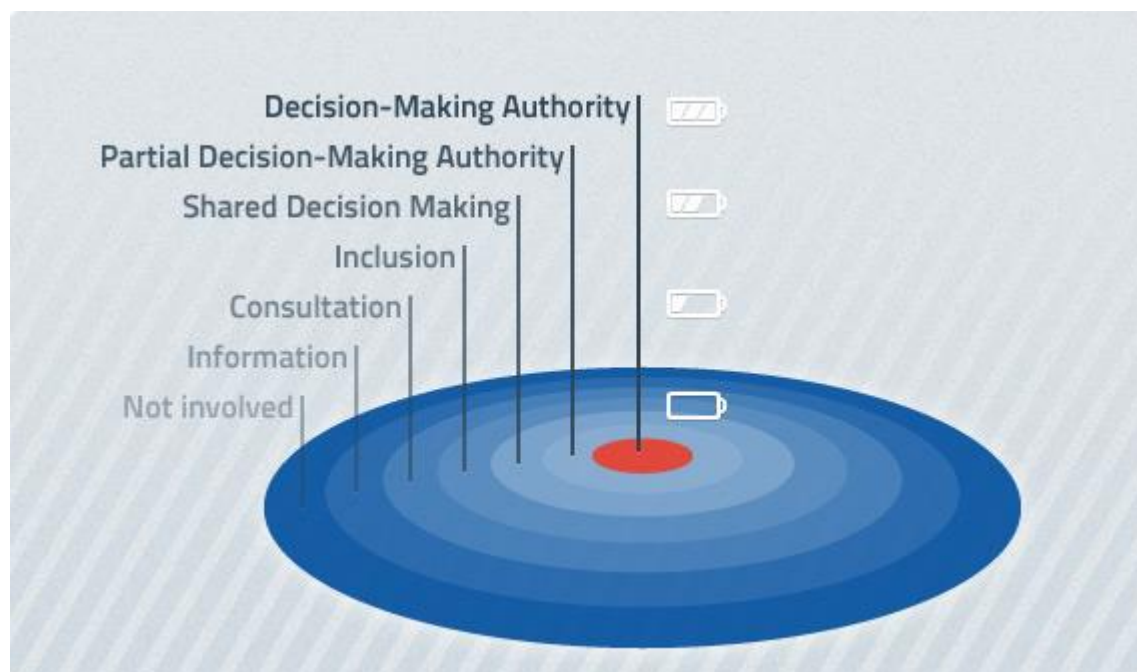 Decision-Making Authority
Partial Decision-Making Authority
Shared Decision Making
Inclusion
Consultation
Information
Not involved